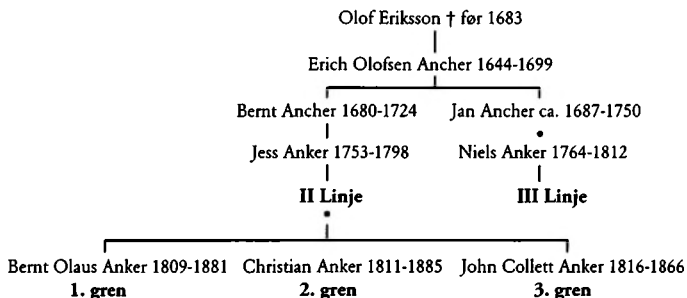 Olof Eriksson † før 1683
Erich Olofsen Ancher 1644-1699
Bernt Ancher 1680-1724 Jan Ancher ca. 1687-1750
Jess Anker 1753-1798 Niels Anker 1764-1812
II Linje III Linje
Bernt Olaus Anker 1809-1881 Christian Anker 1811-1885 John Collett Anker 1816-1866
1. gren 2. gren 3. gren